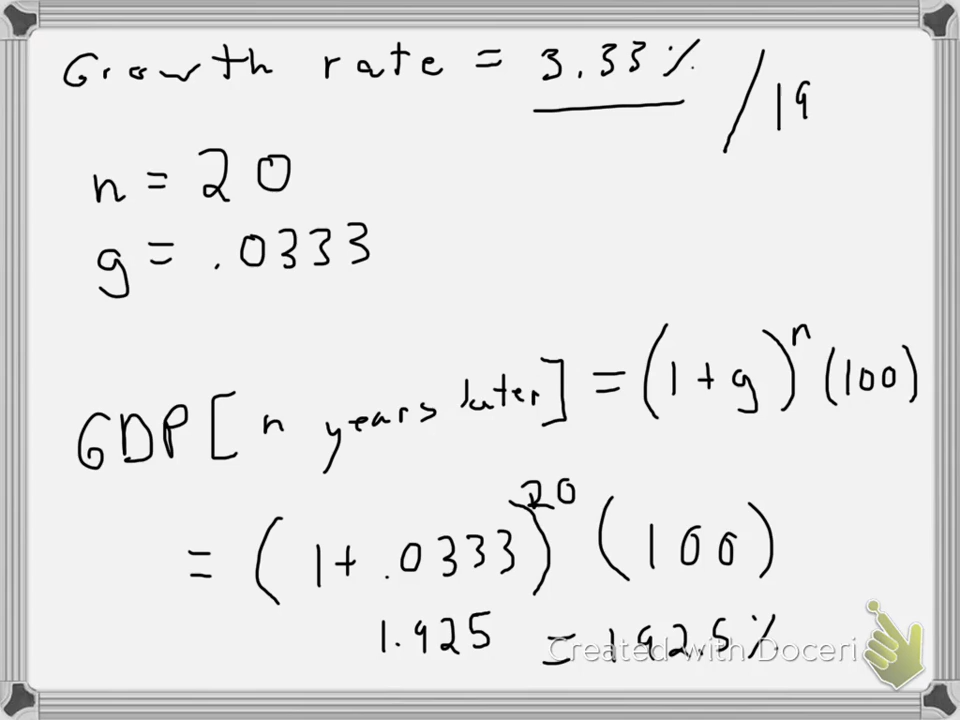 Growth rate = 3.33% /19
n = 20
g = .0333
GDP[n years later] = (1+g)^n (100)
= (1+.0333)^20 (100)
1.925 = 192.5%
Created with Doceri